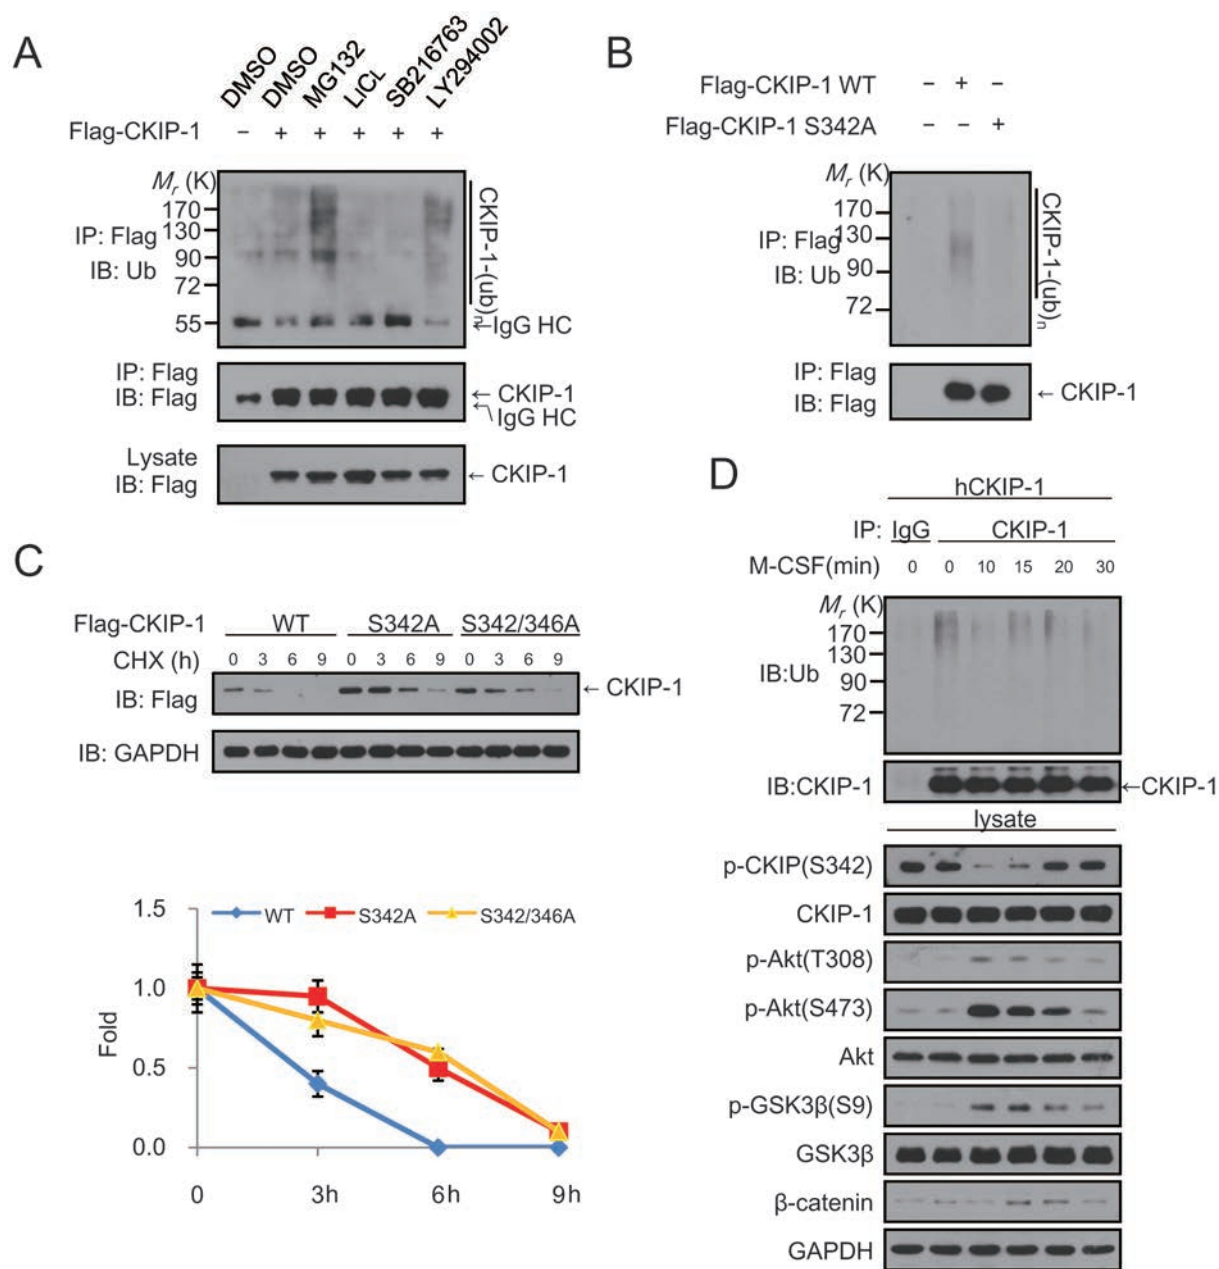 A
DMSO DMSO MG132 LiCL SB216763 LY294002
Flag-CKIP-1 – + + + + +
Mr (K)
170
130
IP: Flag
90
IB: Ub
72
55
CKIP-1-(ub)n
←IgG HC
IP: Flag
IB: Flag
← CKIP-1
IgG HC
Lysate
IB: Flag
← CKIP-1
B
Flag-CKIP-1 WT – + –
Flag-CKIP-1 S342A – – +
Mr (K)
170
130
IP: Flag
90
IB: Ub
72
CKIP-1-(ub)n
IP: Flag
IB: Flag
← CKIP-1
C
Flag-CKIP-1 WT S342A S342/346A
CHX (h) 0 3 6 9 0 3 6 9 0 3 6 9
IB: Flag
← CKIP-1
IB: GAPDH
1.5
WT S342A S342/346A
1.0
Fold
0.5
0.0
0 3h 6h 9h
D
hCKIP-1
IP: IgG CKIP-1
M-CSF(min) 0 0 10 15 20 30
Mr (K)
170
130
IB:Ub
90
72
IB:CKIP-1
←CKIP-1
lysate
p-CKIP(S342)
CKIP-1
p-Akt(T308)
p-Akt(S473)
Akt
p-GSK3β(S9)
GSK3β
β-catenin
GAPDH